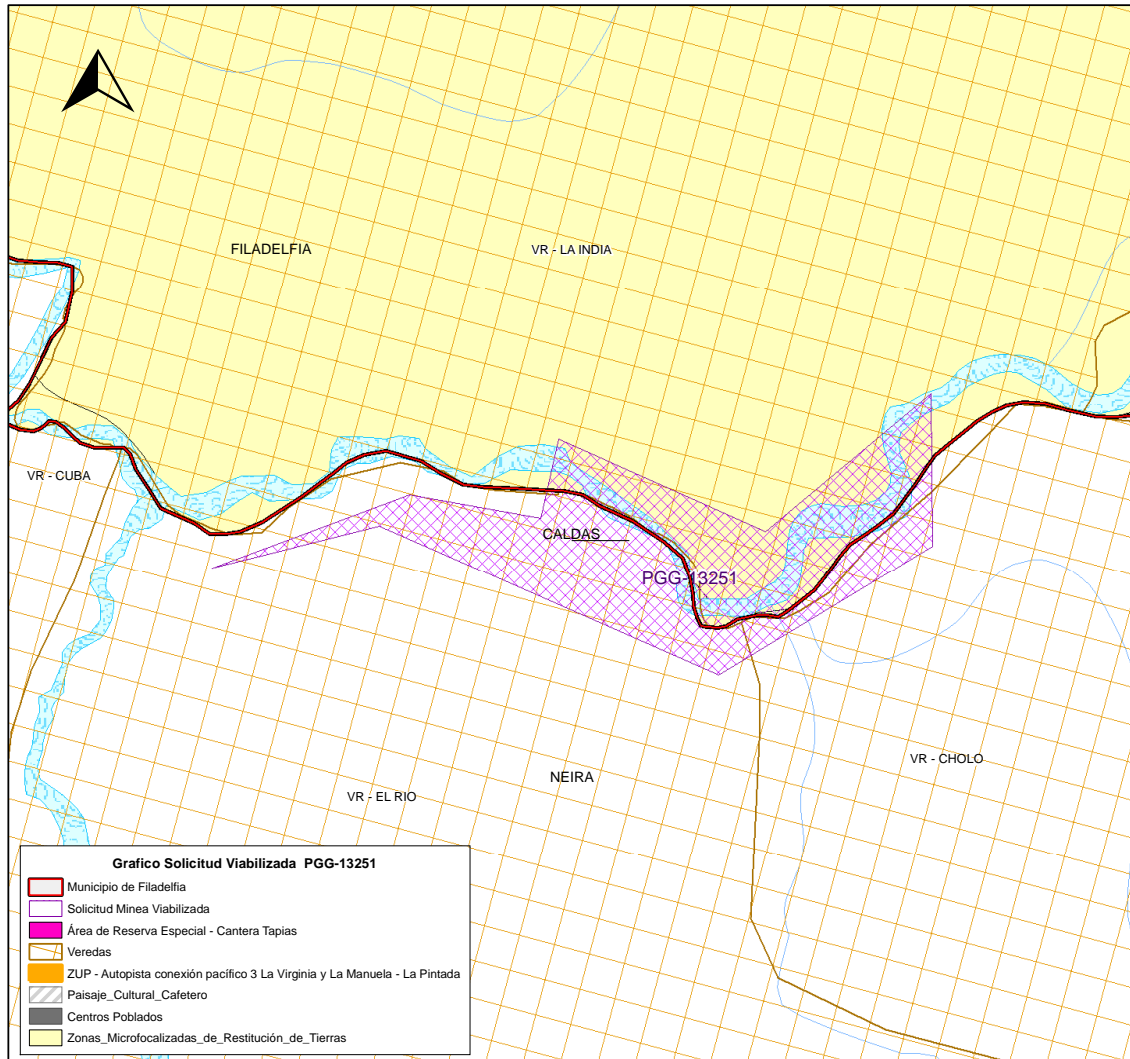 FILADELFIA
VR - LA INDIA
VR - CUBA
CALDAS
PGG-13251
VR - CHOLO
NEIRA
VR - EL RIO
Grafico Solicitud Viabilizada PGG-13251
Municipio de Filadelfia
Solicitud Minea Viabilizada
Área de Reserva Especial - Cantera Tapias
Veredas
ZUP - Autopista conexión pacífico 3 La Virginia y La Manuela - La Pintada
Paisaje_Cultural_Cafetero
Centros Poblados
Zonas_Microfocalizadas_de_Restitución_de_Tierras